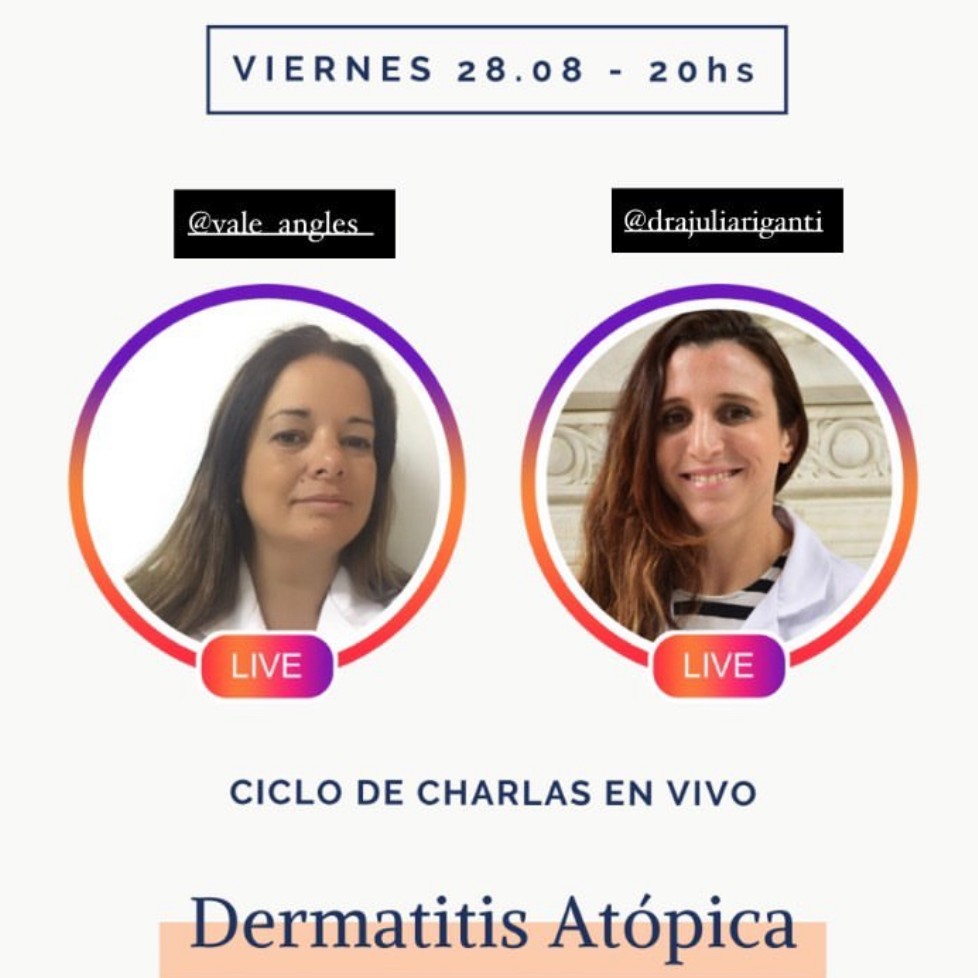 VIERNES 28.08 - 20hs
@vale_angles_
@drajuliariganti
LIVE
LIVE
CICLO DE CHARLAS EN VIVO
Dermatitis Atópica